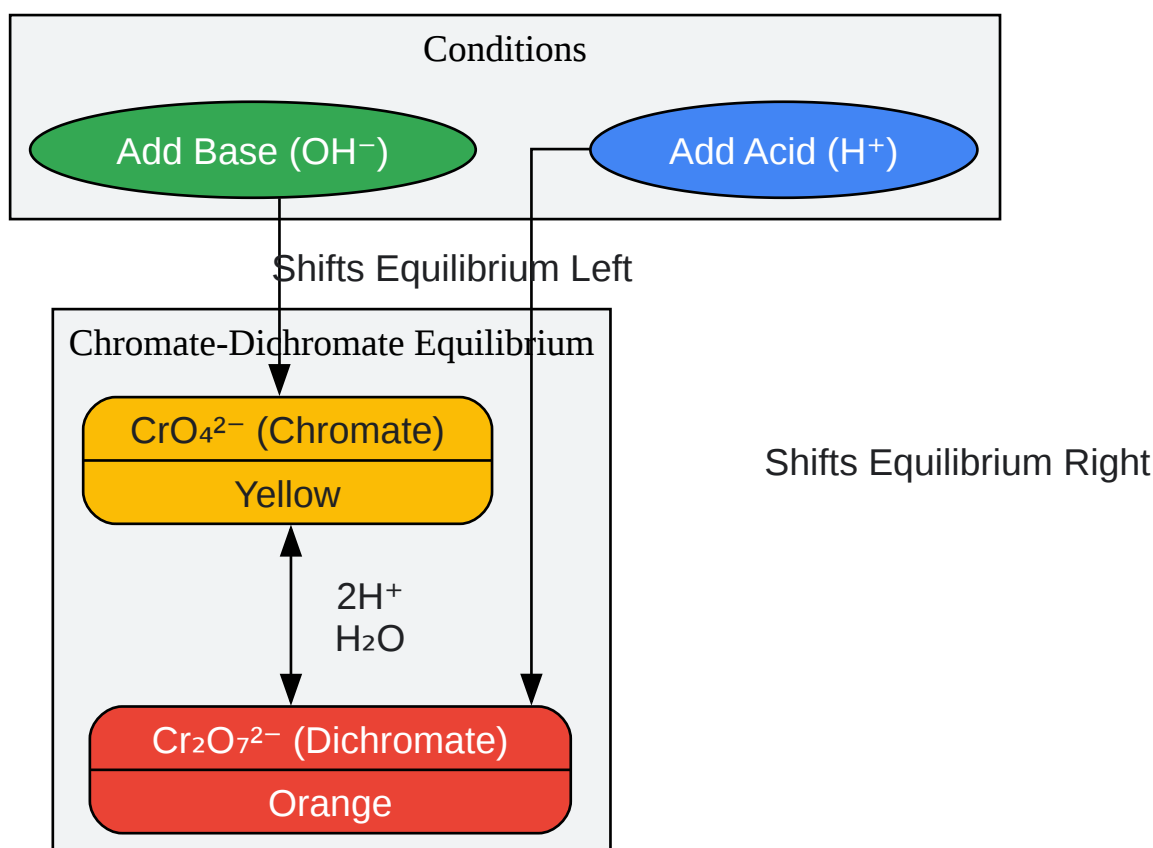 Conditions
Add Base (OH⁻)
Add Acid (H⁺)
Shifts Equilibrium Left
Chromate-Dichromate Equilibrium
CrO₄²⁻ (Chromate)
Yellow
Shifts Equilibrium Right
2H⁺
H₂O
Cr₂O₇²⁻ (Dichromate)
Orange